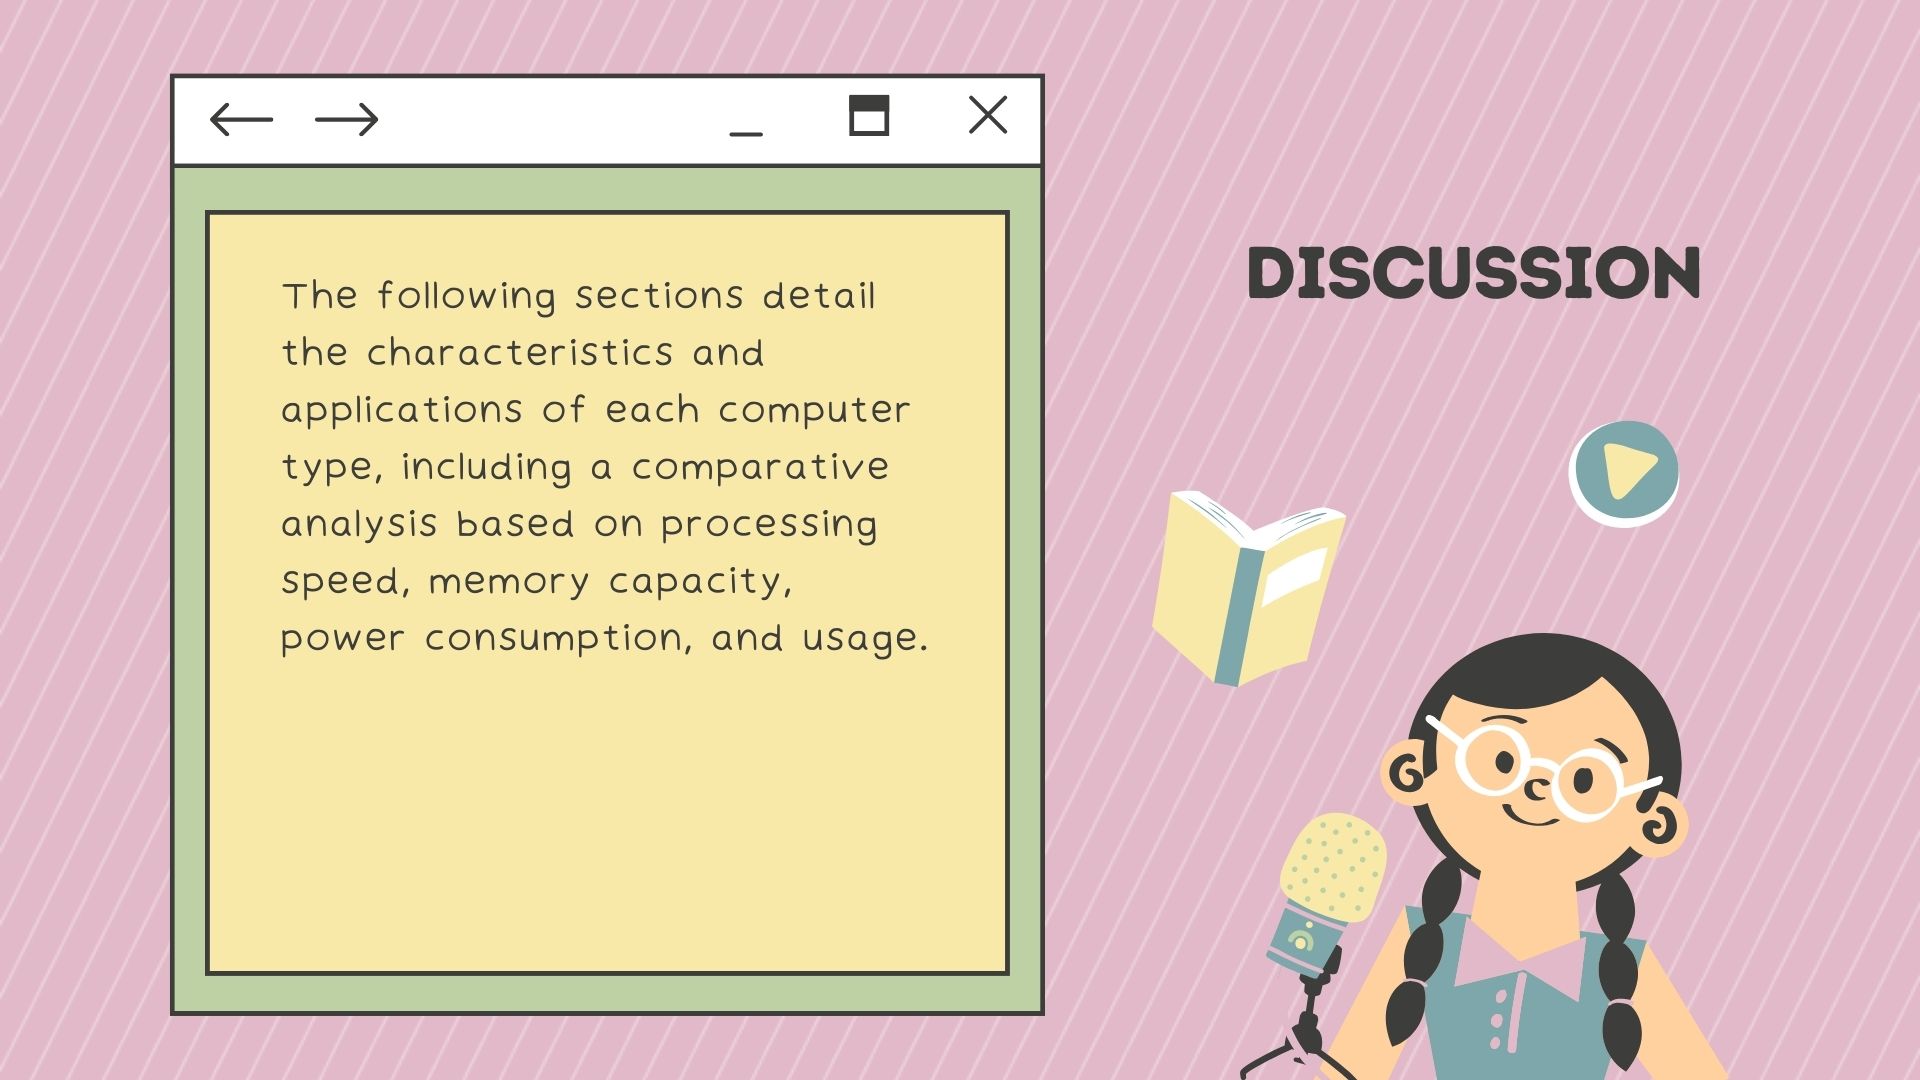 The following sections detail
the characteristics and
applications of each computer
type, including a comparative
analysis based on processing
speed, memory capacity,
power consumption, and usage.
DISCUSSION